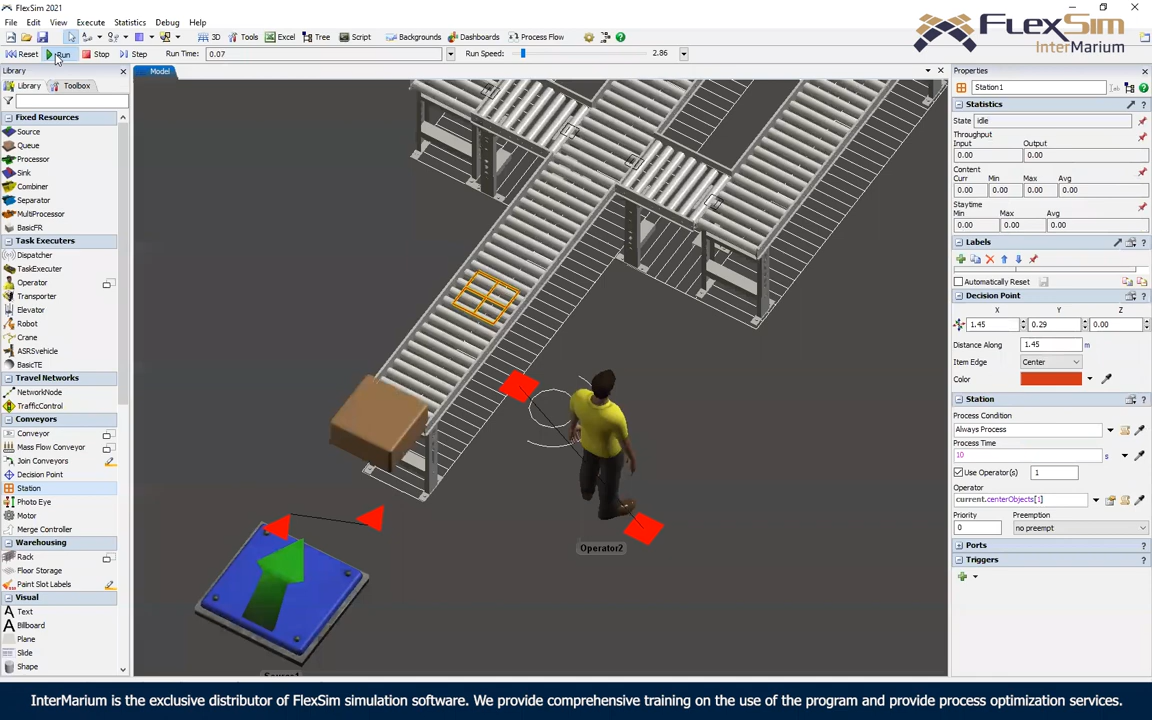 FlexSim 2021
File Edit View Execute Statistics Debug Help
3D Tools Excel Tree Script Backgrounds Dashboards Process Flow
Reset Run Stop Step Run Time: 0.07 Run Speed: 2.86
FLEXSIM
InterMarium
Library
Library Toolbox
Fixed Resources
Source
Queue
Processor
Sink
Combiner
Separator
MultiProcessor
BasicFR
Task Executers
Dispatcher
TaskExecuter
Operator
Transporter
Elevator
Robot
Crane
ASRSvehicle
BasicTE
Travel Networks
NetworkNode
TrafficControl
Conveyors
Conveyor
Mass Flow Conveyor
Join Conveyors
Decision Point
Station
Photo Eye
Motor
Merge Controller
Warehousing
Rack
Floor Storage
Paint Slot Labels
Visual
Text
Billboard
Plane
Slide
Shape
Model
Operator2
Source1
Properties
Station1
Statistics
State idle
Throughput
Input Output
0.00 0.00
Content
Curr Min Max Avg
0.00 0.00 0.00 0.00
Staytime
Min Max Avg
0.00 0.00 0.00
Labels
Automatically Reset
Decision Point
X Y Z
1.45 0.29 0.00
Distance Along 1.45 m
Item Edge Center
Color
Station
Process Condition
Always Process
Process Time
10 s
Use Operator(s) 1
Operator
current.centerObjects[1]
Priority Preemption
0 no preempt
Ports
Triggers
InterMarium is the exclusive distributor of FlexSim simulation software. We provide comprehensive training on the use of the program and provide process optimization services.